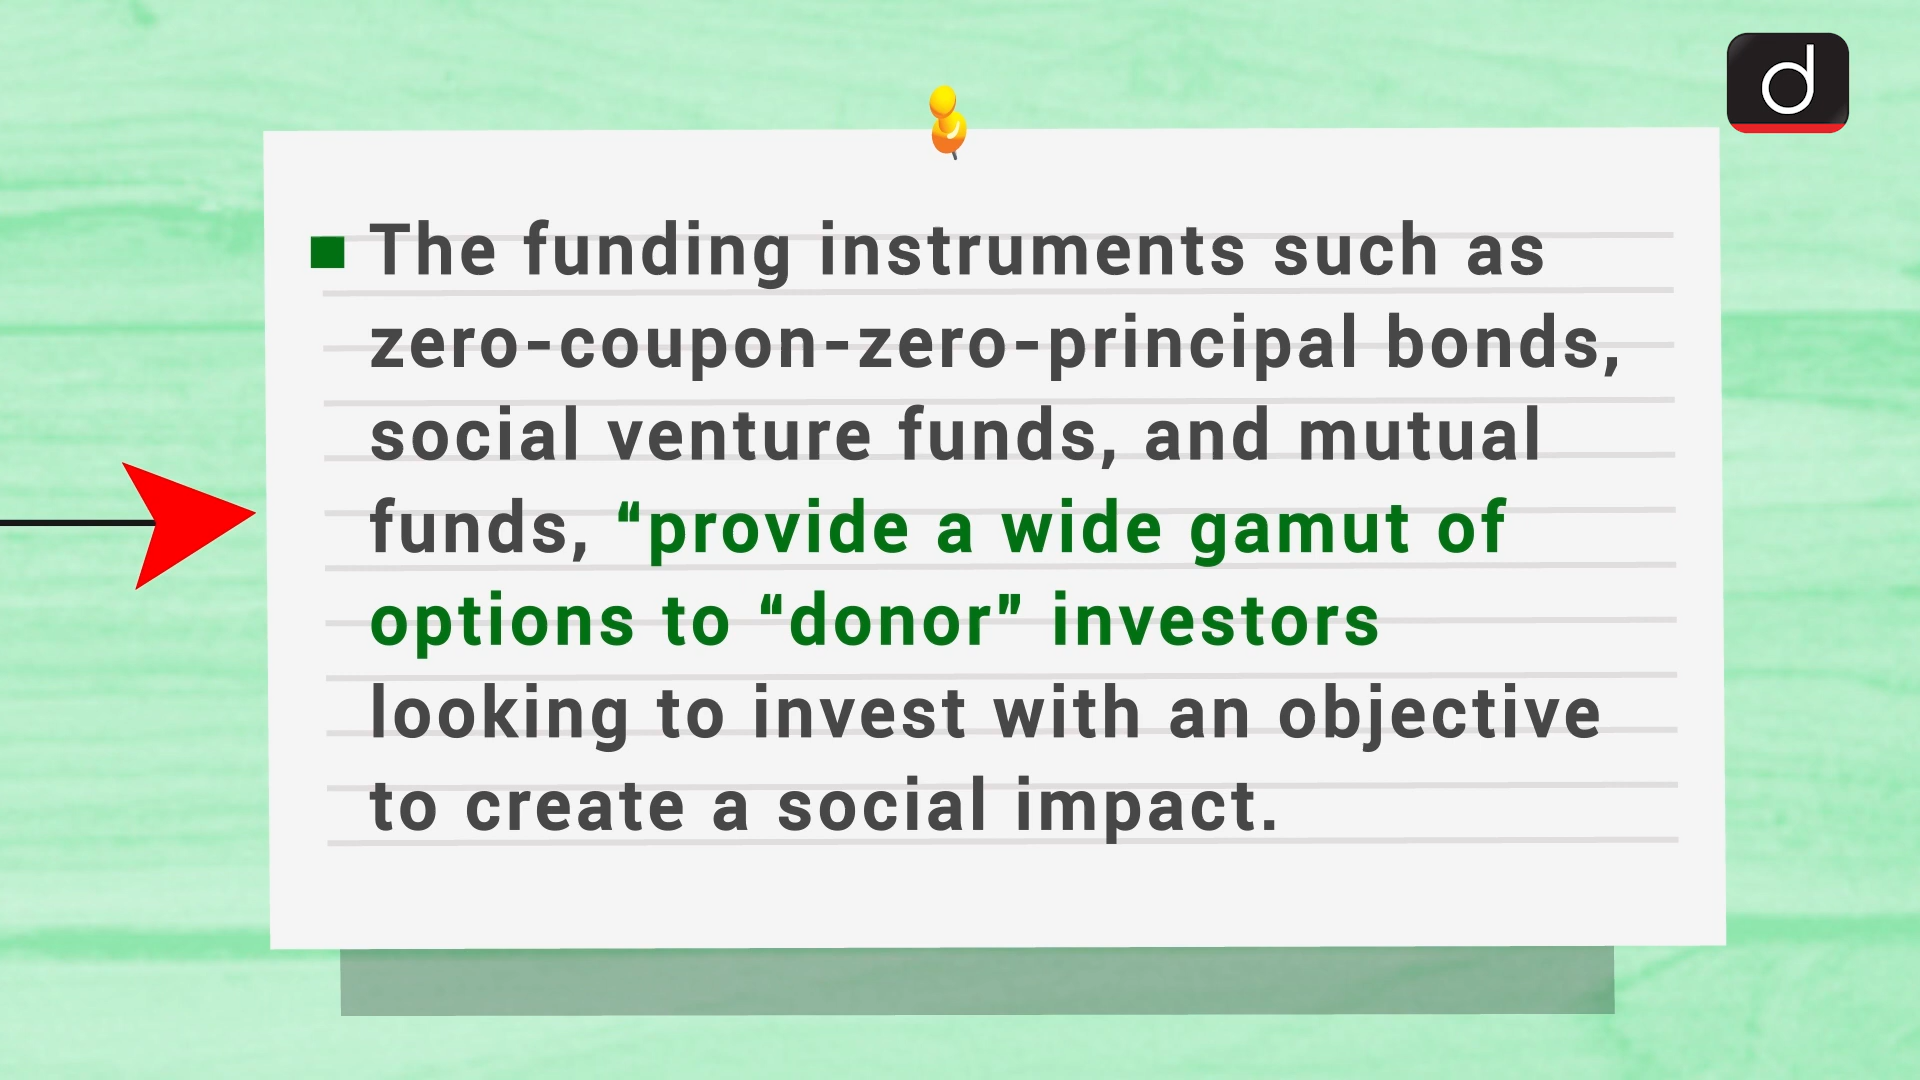 d
The funding instruments such as
zero-coupon-zero-principal bonds,
social venture funds, and mutual
funds, “provide a wide gamut of
options to “donor” investors
looking to invest with an objective
to create a social impact.